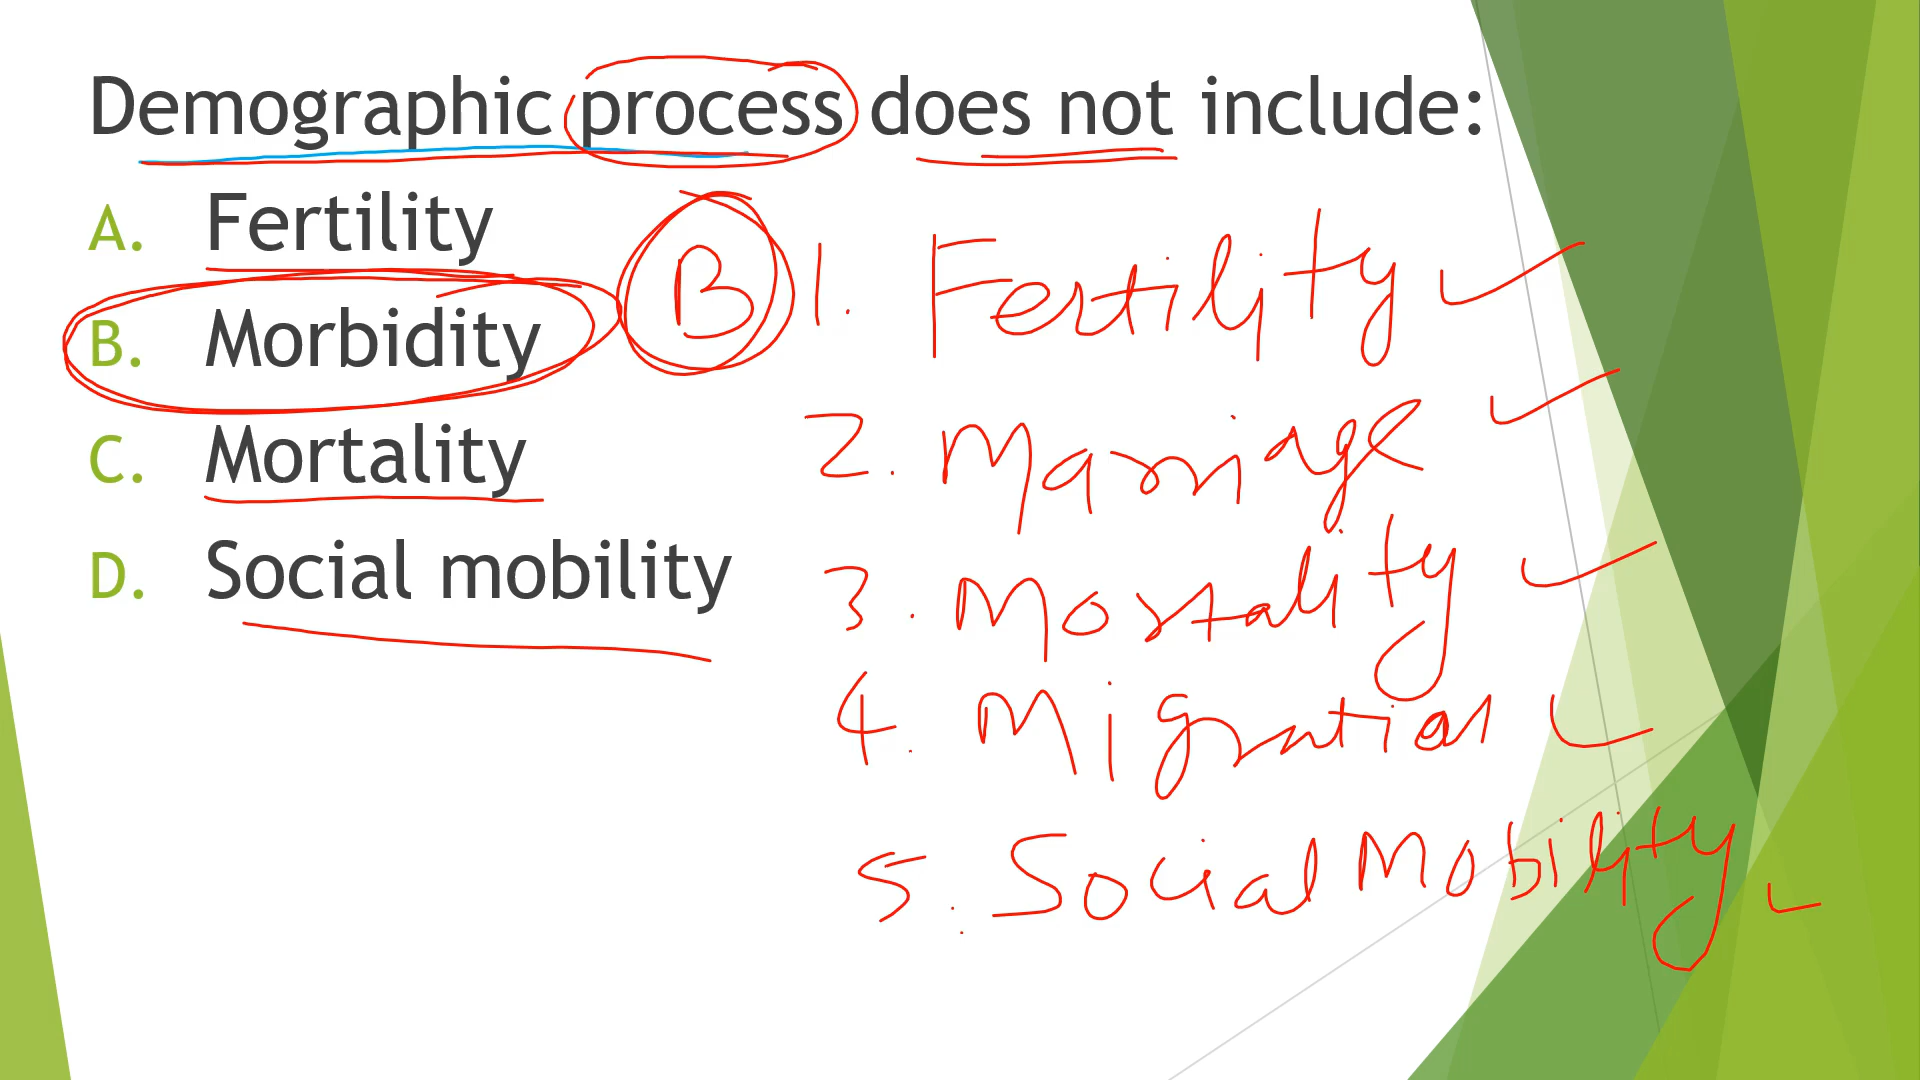 Demographic process does not include:
A. Fertility
B. Morbidity
C. Mortality
D. Social mobility
B
1. Fertility
2. Marriage
3. Mortality
4. Migration
5. Social Mobility